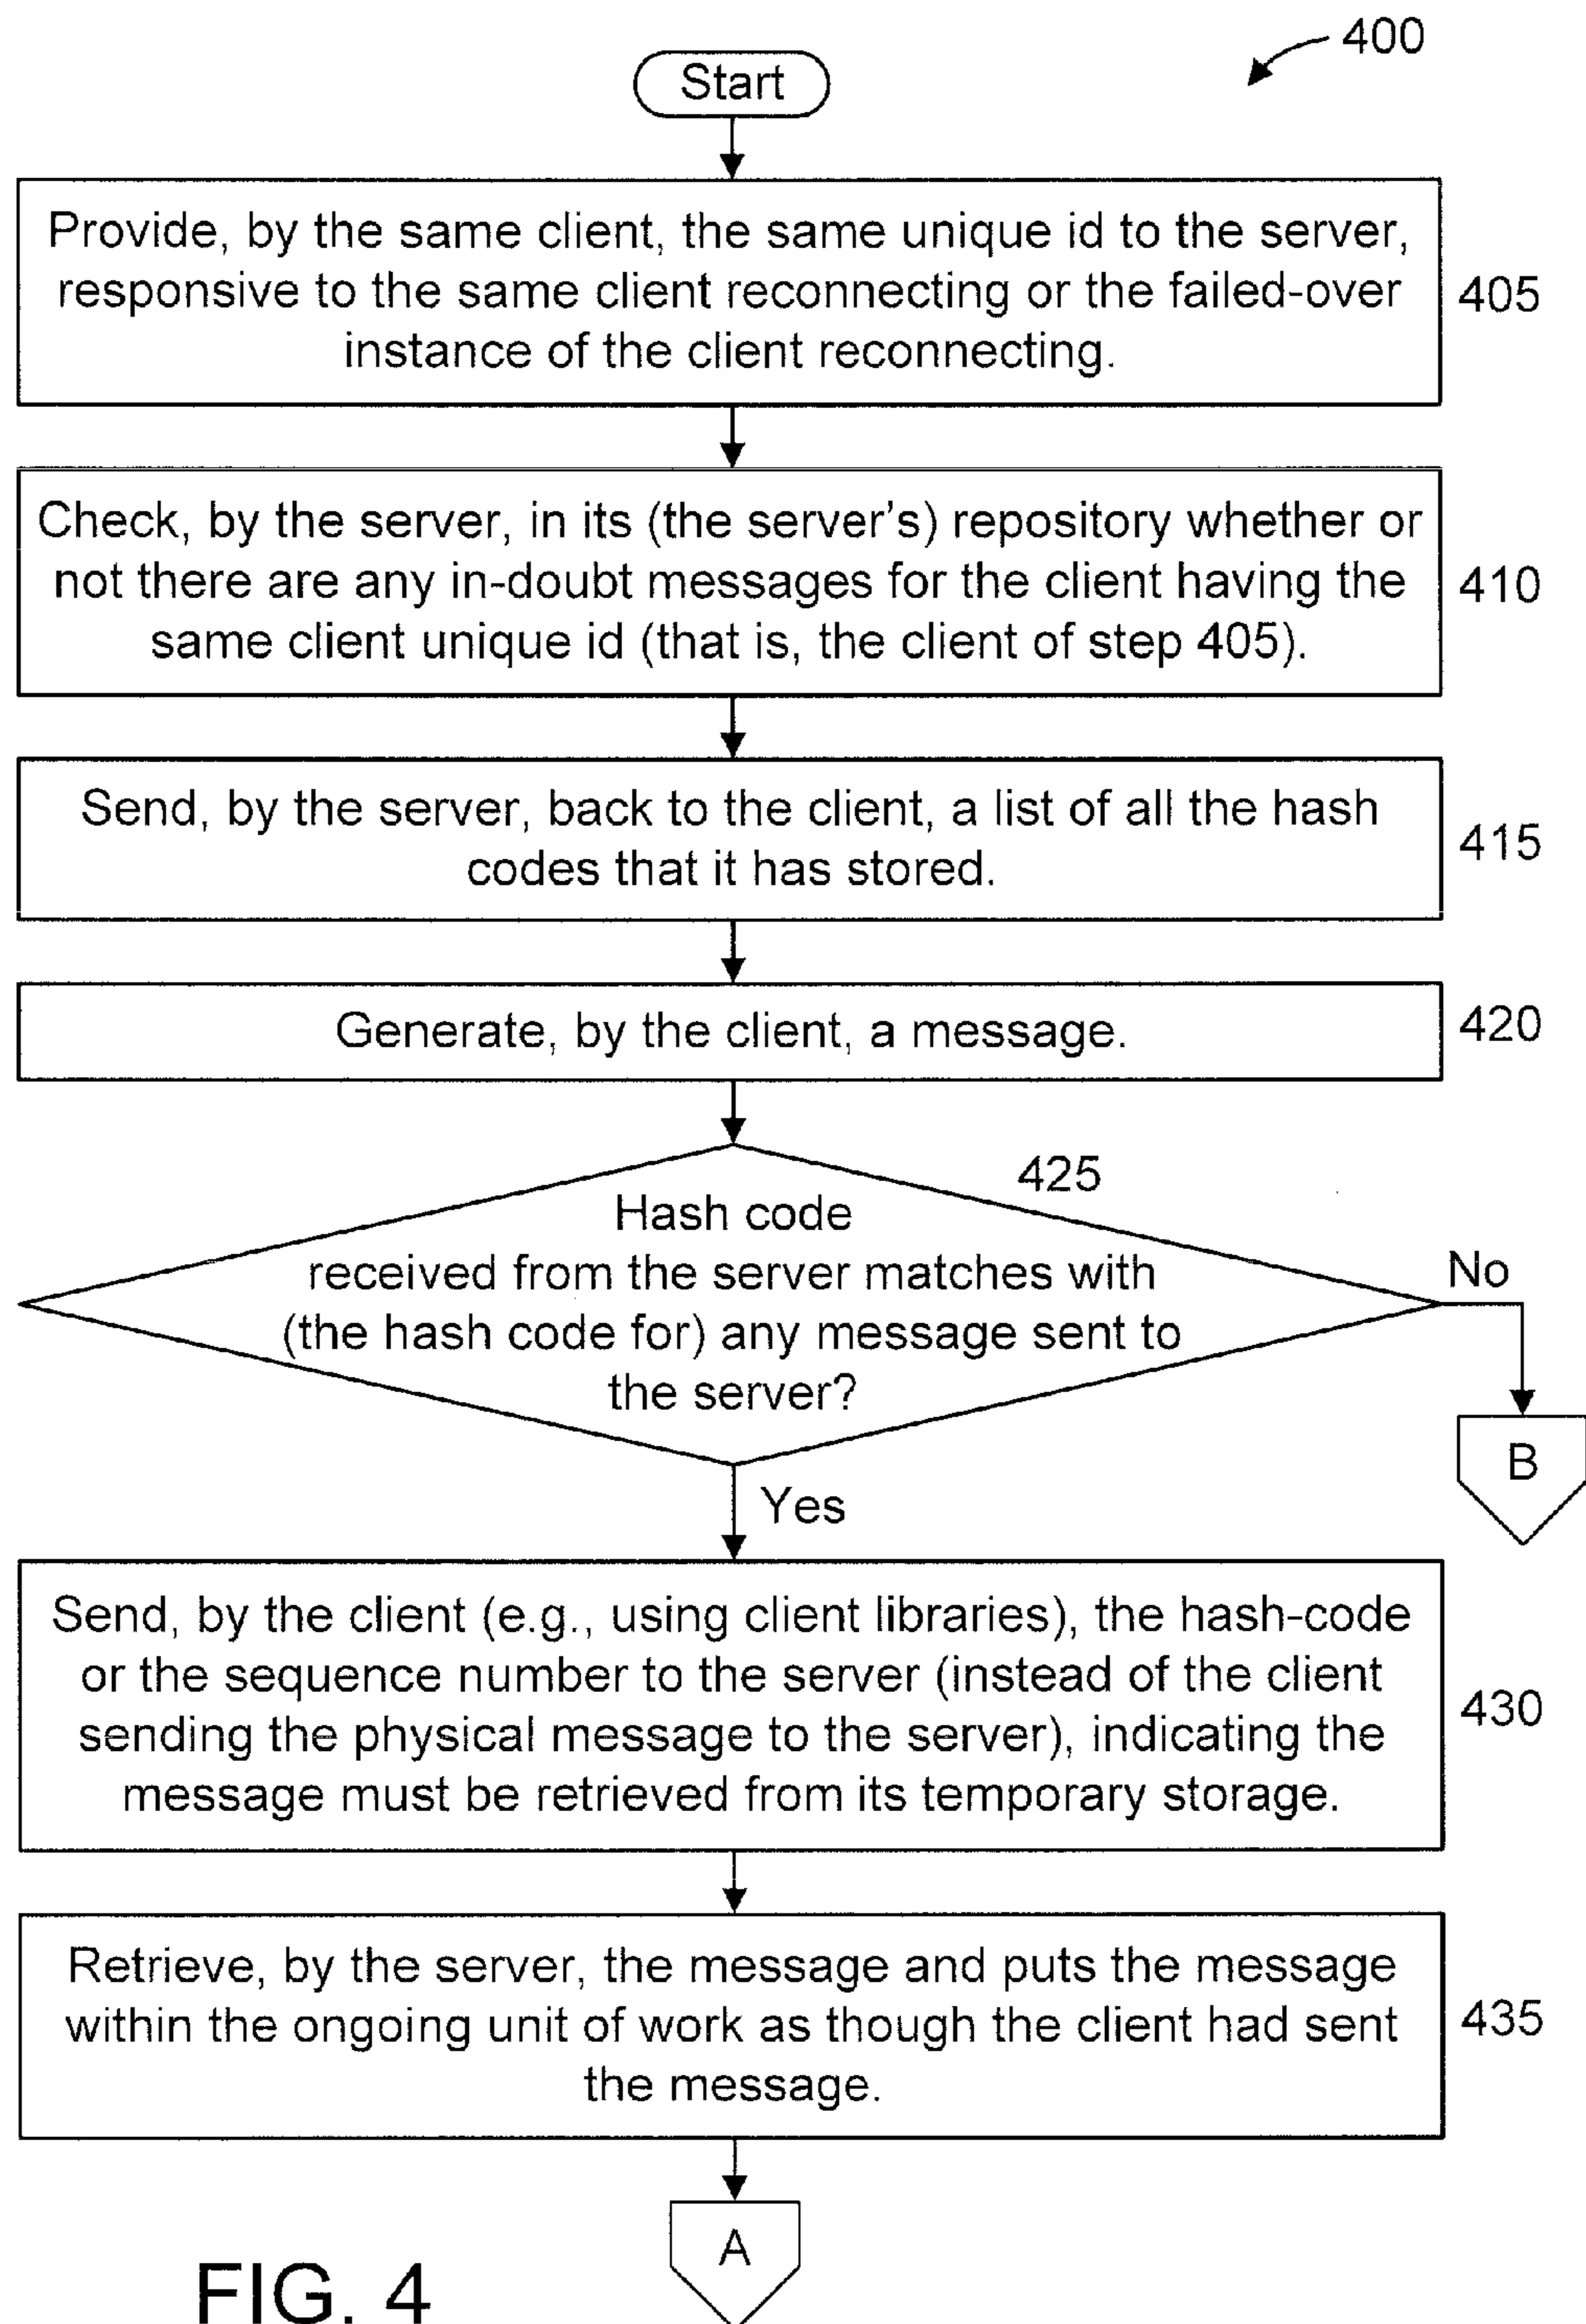 400
Start
Provide, by the same client, the same unique id to the server,
responsive to the same client reconnecting or the failed-over
instance of the client reconnecting.
405
Check, by the server, in its (the server's) repository whether or
not there are any in-doubt messages for the client having the
same client unique id (that is, the client of step 405).
410
Send, by the server, back to the client, a list of all the hash
codes that it has stored.
415
Generate, by the client, a message.
420
425
Hash code
received from the server matches with
(the hash code for) any message sent to
the server?
No
B
Yes
Send, by the client (e.g., using client libraries), the hash-code
or the sequence number to the server (instead of the client
sending the physical message to the server), indicating the
message must be retrieved from its temporary storage.
430
Retrieve, by the server, the message and puts the message
within the ongoing unit of work as though the client had sent
the message.
435
A
FIG. 4